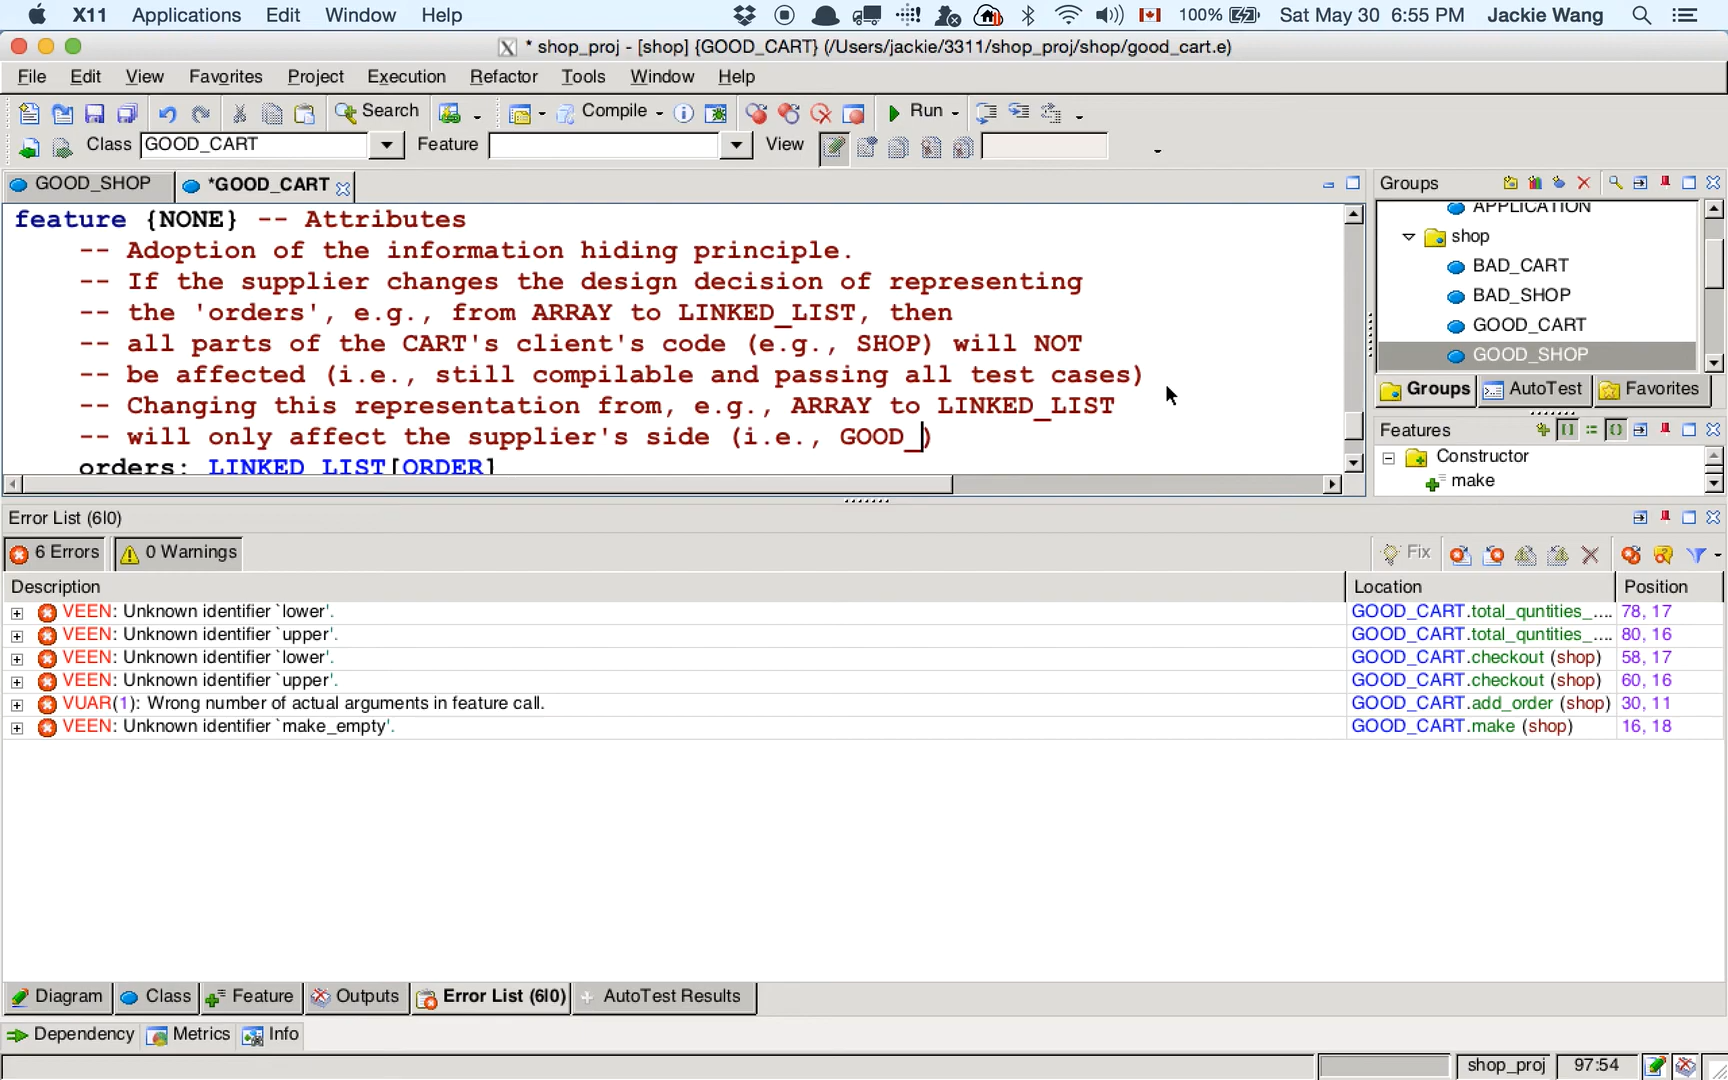 X11 Applications Edit Window Help 100% Sat May 30 6:55 PM Jackie Wang
* shop_proj - [shop] {GOOD_CART} (/Users/jackie/3311/shop_proj/shop/good_cart.e)
File Edit View Favorites Project Execution Refactor Tools Window Help
Search Compile Run
Class GOOD_CART Feature View
GOOD_SHOP *GOOD_CART Groups
feature {NONE} -- Attributes
-- Adoption of the information hiding principle.
-- If the supplier changes the design decision of representing
-- the 'orders', e.g., from ARRAY to LINKED_LIST, then
-- all parts of the CART's client's code (e.g., SHOP) will NOT
-- be affected (i.e., still compilable and passing all test cases)
-- Changing this representation from, e.g., ARRAY to LINKED_LIST
-- will only affect the supplier's side (i.e., GOOD_)
orders: LINKED_LIST[ORDER]
APPLICATION
shop
BAD_CART
BAD_SHOP
GOOD_CART
GOOD_SHOP
Groups AutoTest Favorites
Features
Constructor
make
Error List (6|0)
6 Errors 0 Warnings Fix
Description Location Position
VEEN: Unknown identifier `lower'. GOOD_CART.total_quntities_.... 78, 17
VEEN: Unknown identifier `upper'. GOOD_CART.total_quntities_.... 80, 16
VEEN: Unknown identifier `lower'. GOOD_CART.checkout (shop) 58, 17
VEEN: Unknown identifier `upper'. GOOD_CART.checkout (shop) 60, 16
VUAR(1): Wrong number of actual arguments in feature call. GOOD_CART.add_order (shop) 30, 11
VEEN: Unknown identifier `make_empty'. GOOD_CART.make (shop) 16, 18
Diagram Class Feature Outputs Error List (6|0) AutoTest Results
Dependency Metrics Info
shop_proj 97:54